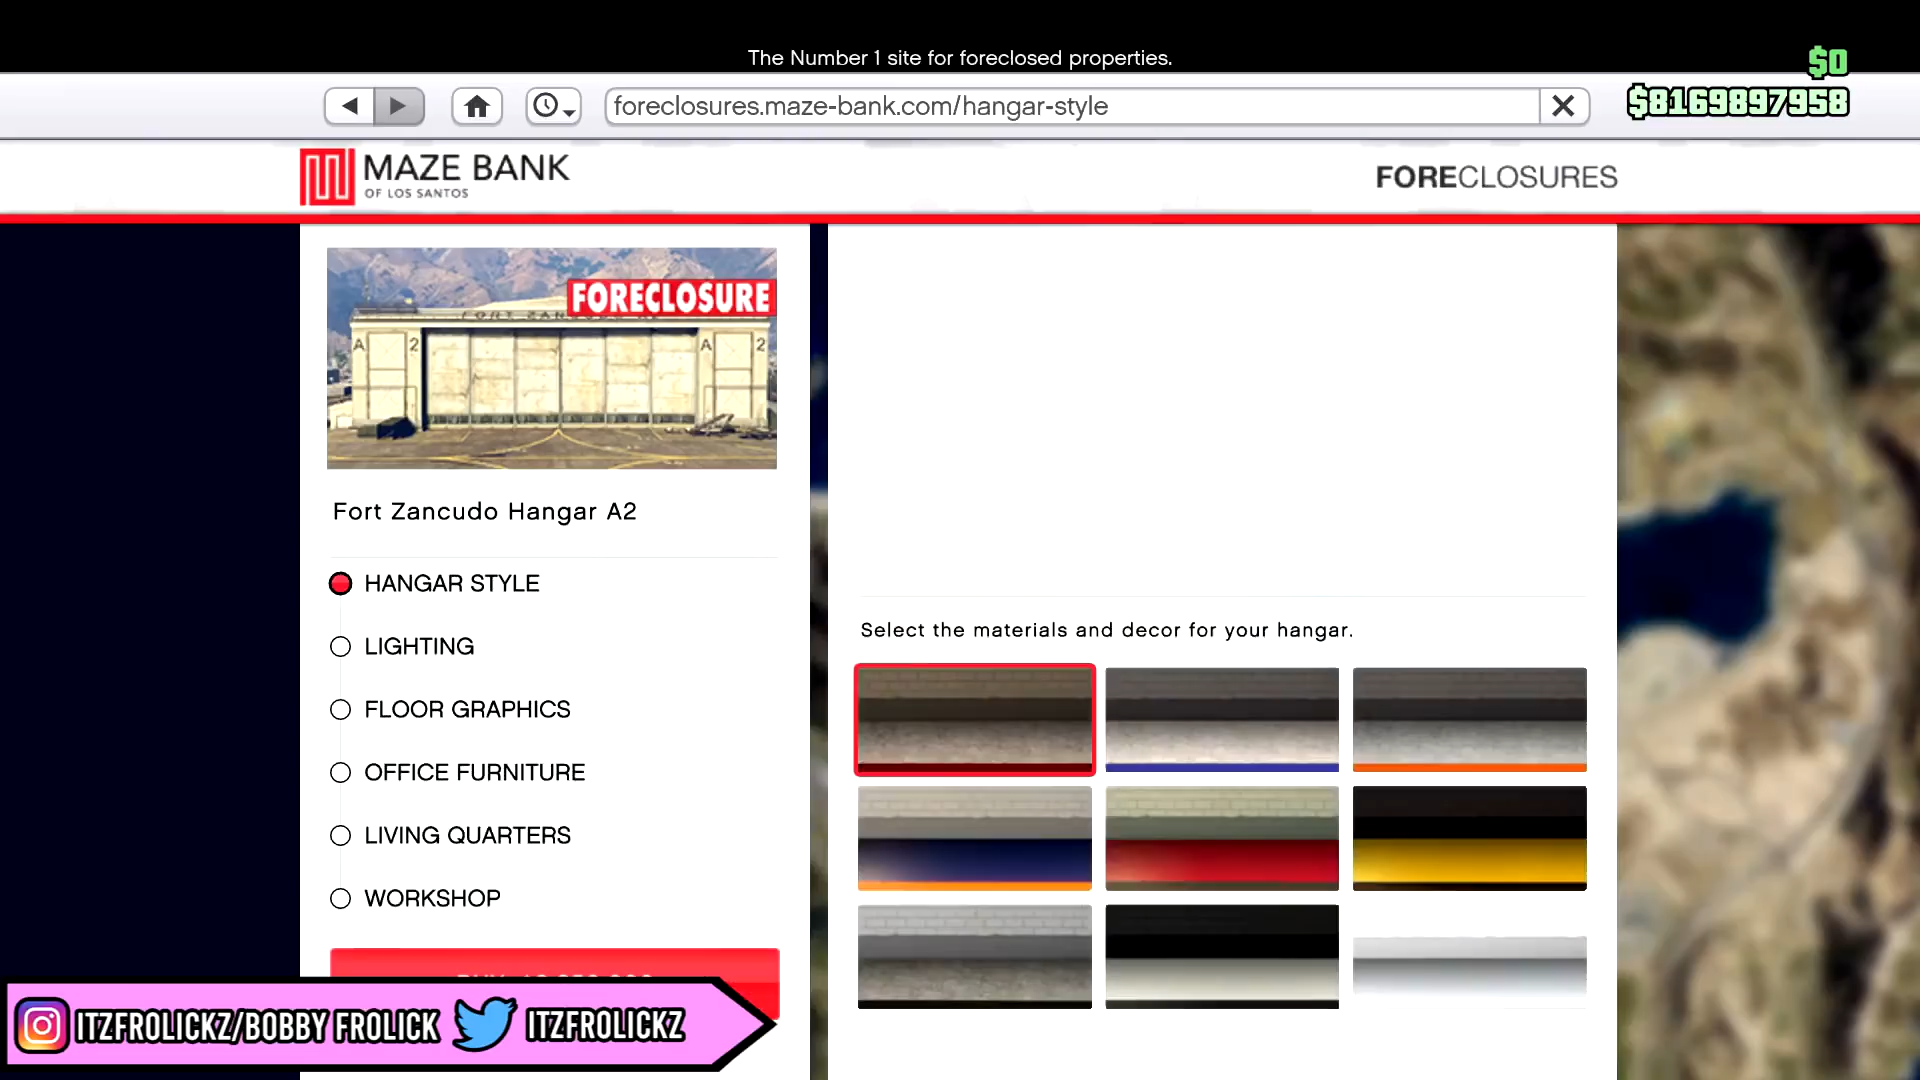 The Number 1 site for foreclosed properties.
$0
foreclosures.maze-bank.com/hangar-style
$8169897958
MAZE BANK
OF LOS SANTOS
FORECLOSURES
FORECLOSURE
A 2 A 2
Fort Zancudo Hangar A2
HANGAR STYLE
LIGHTING
FLOOR GRAPHICS
OFFICE FURNITURE
LIVING QUARTERS
WORKSHOP
Select the materials and decor for your hangar.
ITZFROLICKZ/BOBBY FROLICK
ITZFROLICKZ